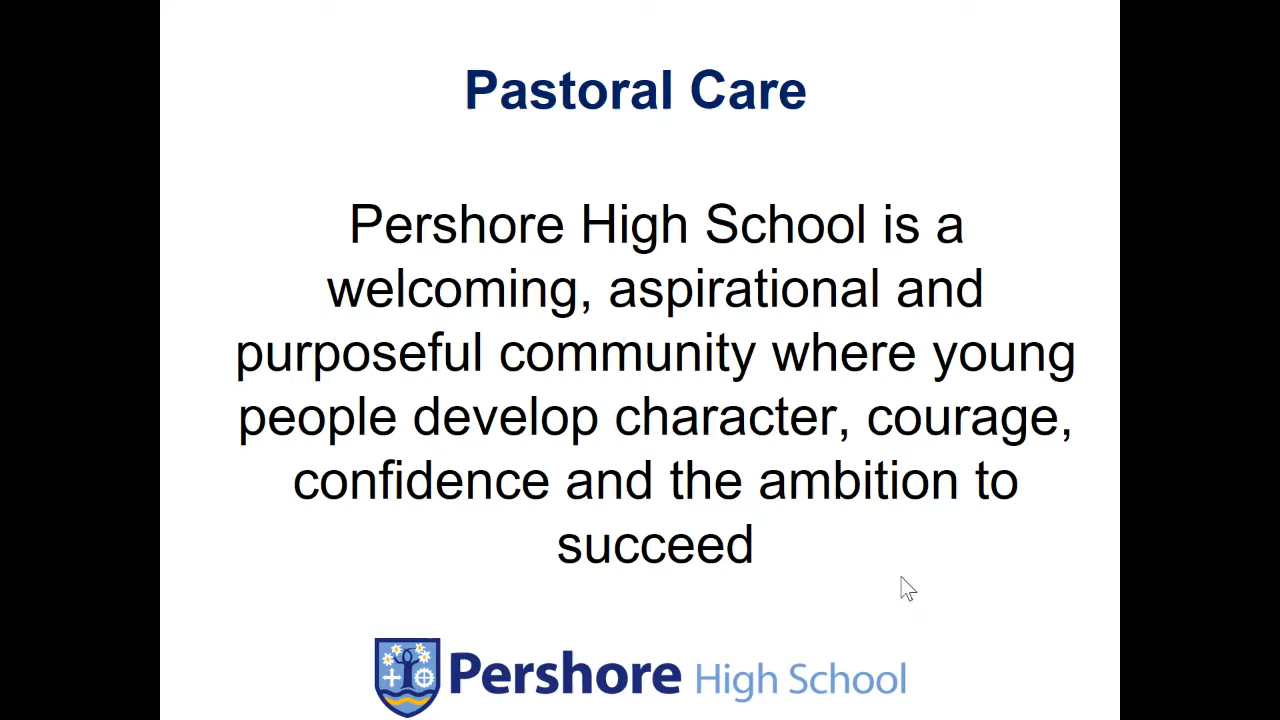 Pastoral Care
Pershore High School is a
welcoming, aspirational and
purposeful community where young
people develop character, courage,
confidence and the ambition to
succeed
Pershore High School